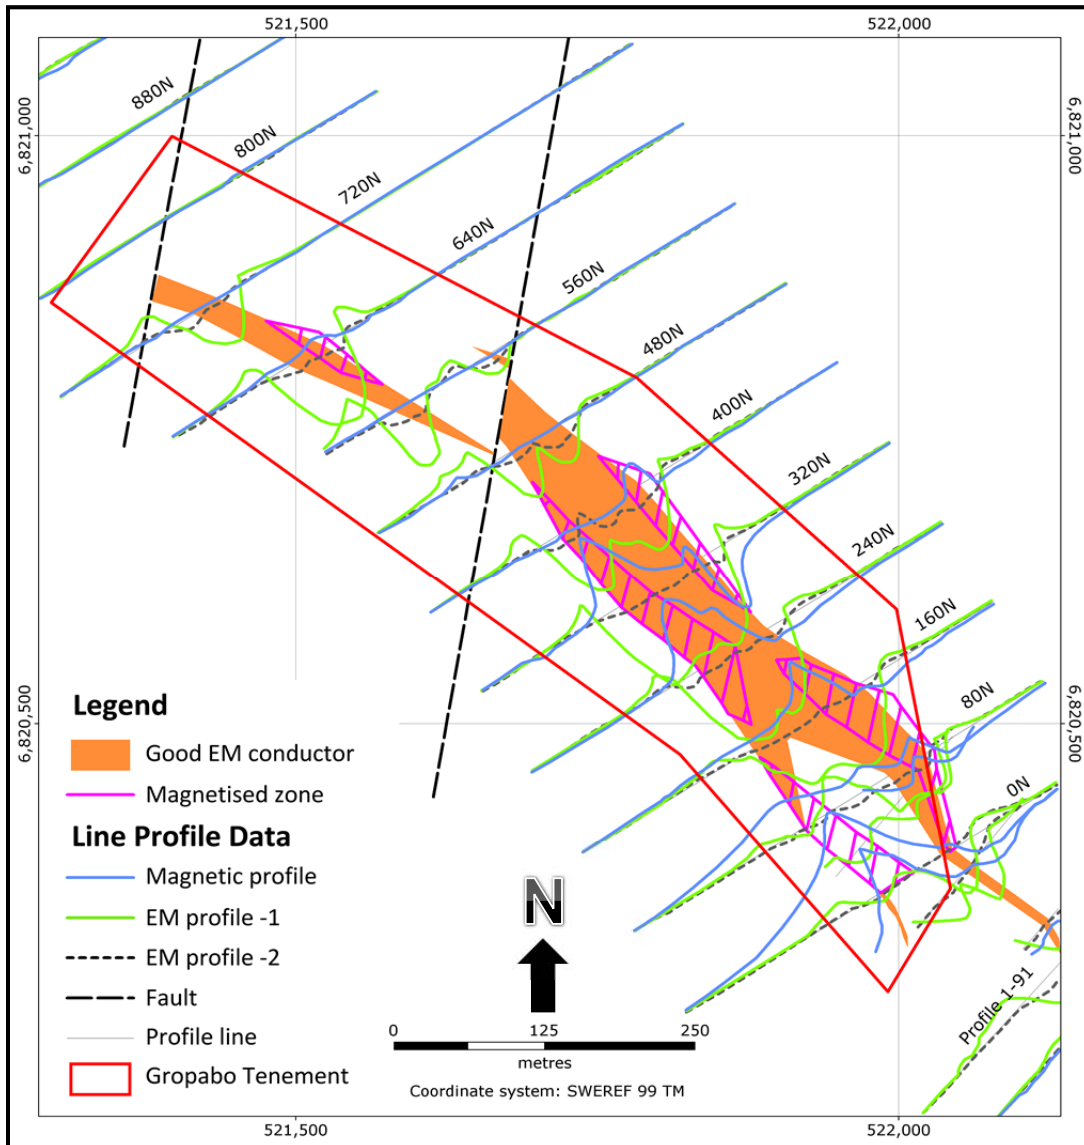 521,500
522,000
6,821,000
6,821,000
880N
800N
720N
640N
560N
480N
400N
320N
240N
160N
80N
0N
Profile 1-91
6,820,500
6,820,500
Legend
Good EM conductor
Magnetised zone
Line Profile Data
Magnetic profile
EM profile -1
EM profile -2
Fault
Profile line
Gropabo Tenement
N
0
125
250
metres
Coordinate system: SWEREF 99 TM
521,500
522,000